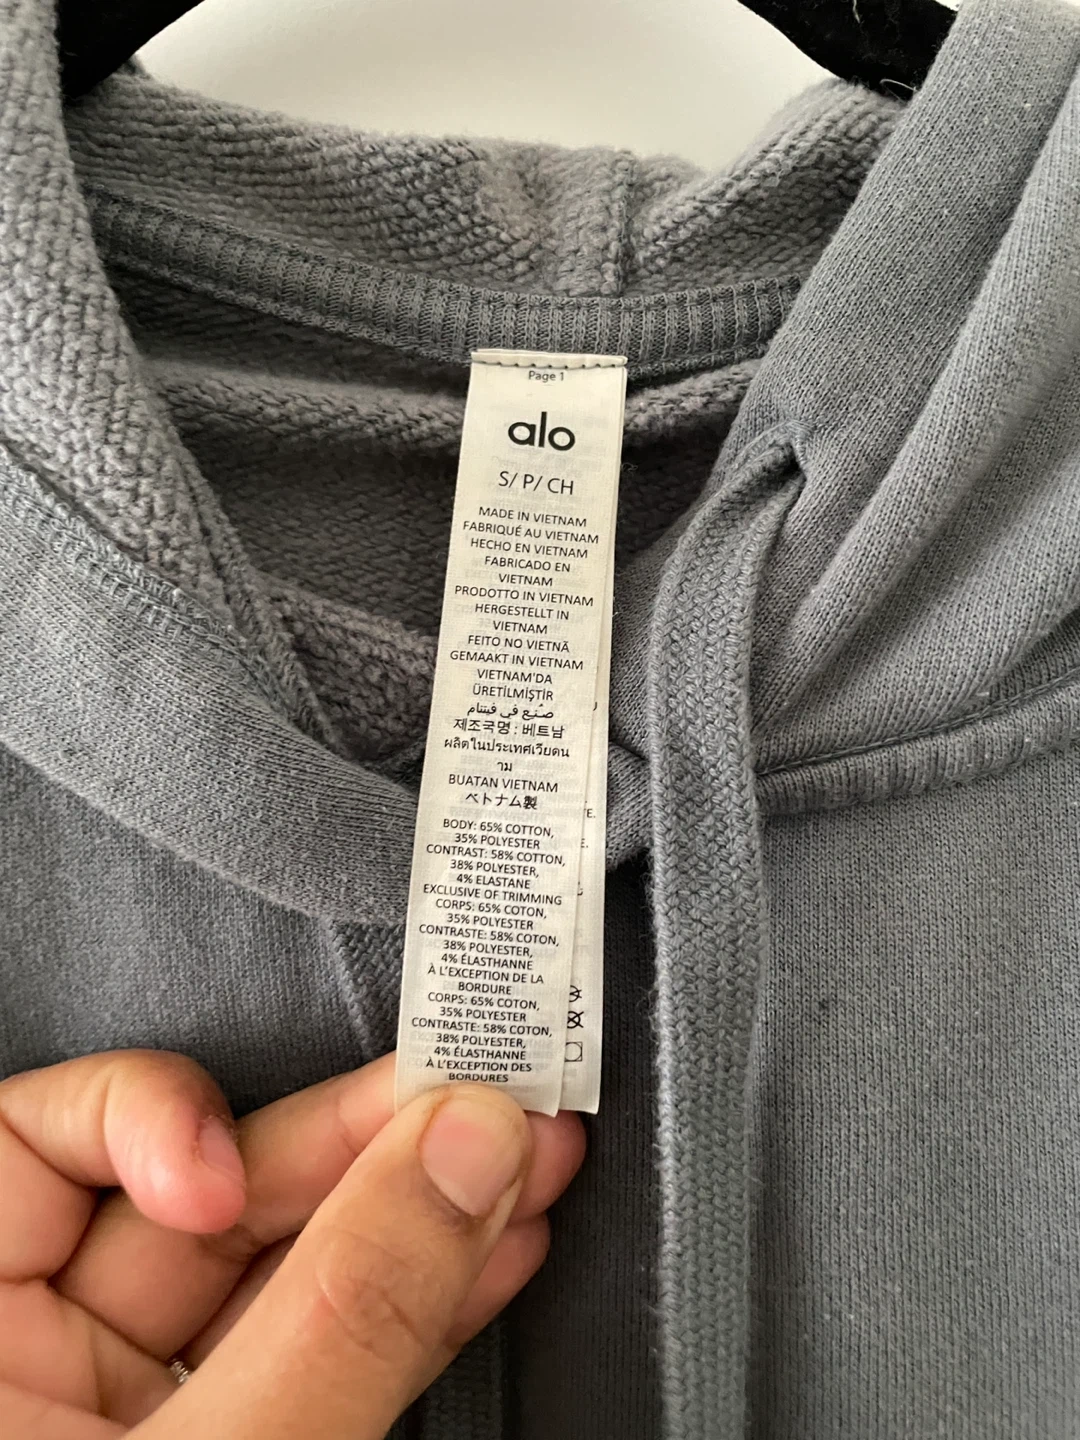 Page 1
alo
S/ P/ CH
MADE IN VIETNAM
FABRIQUÉ AU VIETNAM
HECHO EN VIETNAM
FABRICADO EN
VIETNAM
PRODOTTO IN VIETNAM
HERGESTELLT IN
VIETNAM
FEITO NO VIETNÃ
GEMAAKT IN VIETNAM
VIETNAM'DA
ÜRETİLMİŞTİR
صُنِع في فيتنام
제조국명 : 베트남
ผลิตในประเทศเวียดน
าม
BUATAN VIETNAM
ベトナム製
BODY: 65% COTTON,
35% POLYESTER
CONTRAST: 58% COTTON,
38% POLYESTER,
4% ELASTANE
EXCLUSIVE OF TRIMMING
CORPS: 65% COTON,
35% POLYESTER
CONTRASTE: 58% COTON,
38% POLYESTER,
4% ÉLASTHANNE
À L'EXCEPTION DE LA
BORDURE
CORPS: 65% COTON,
35% POLYESTER
CONTRASTE: 58% COTON,
38% POLYESTER,
4% ÉLASTHANNE
À L'EXCEPTION DES
BORDURES